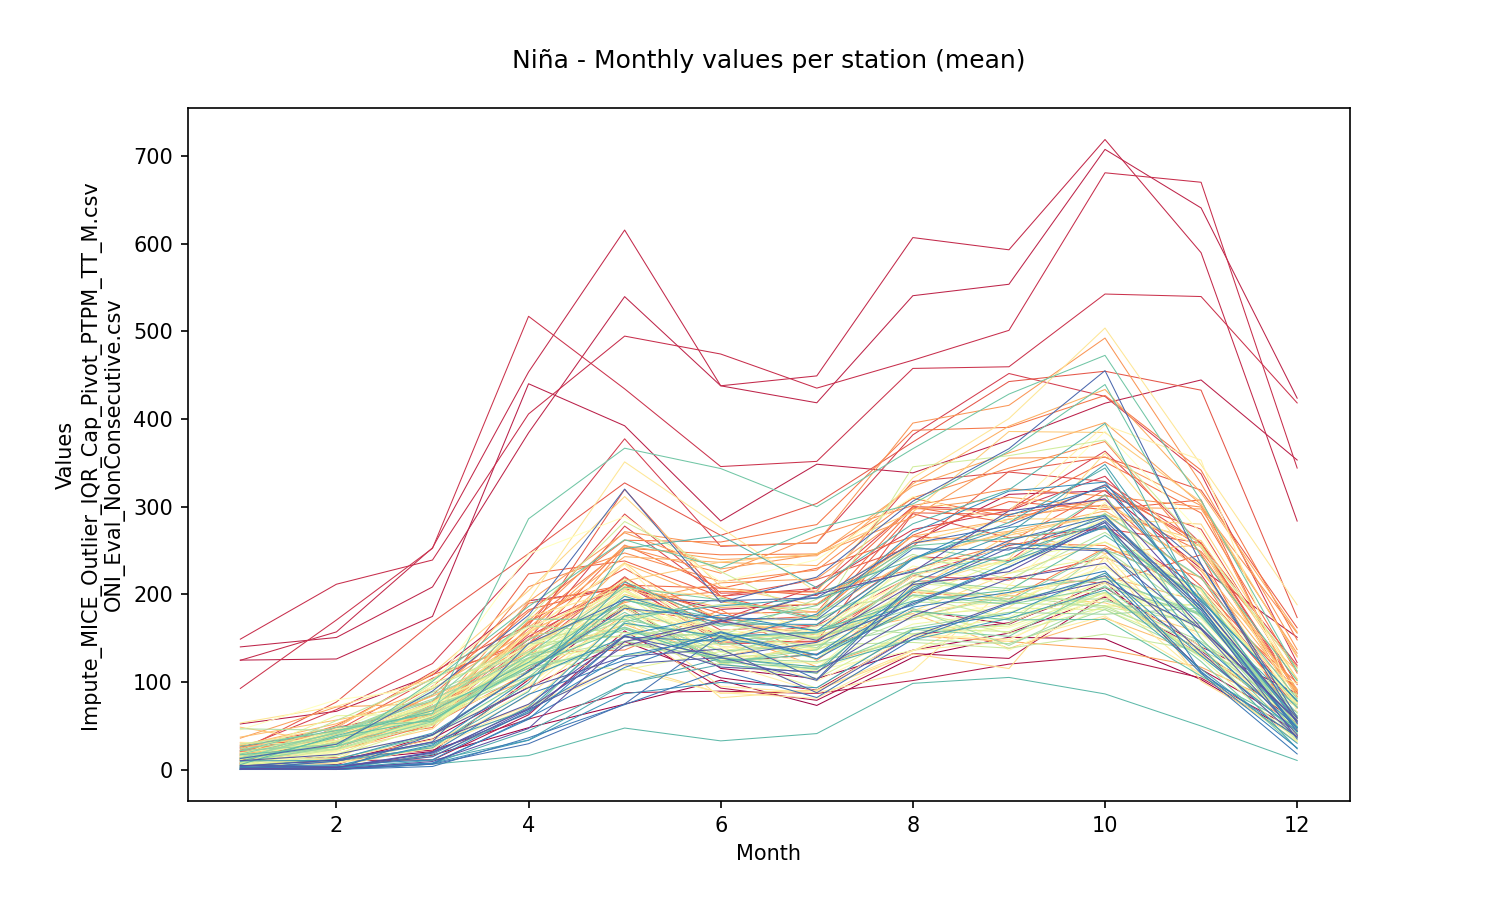 Niña - Monthly values per station (mean)
Values
Impute_MICE_Outlier_IQR_Cap_Pivot_PTPM_TT_M.csv
ONI_Eval_NonConsecutive.csv
700
600
500
400
300
200
100
0
2
4
6
8
10
12
Month